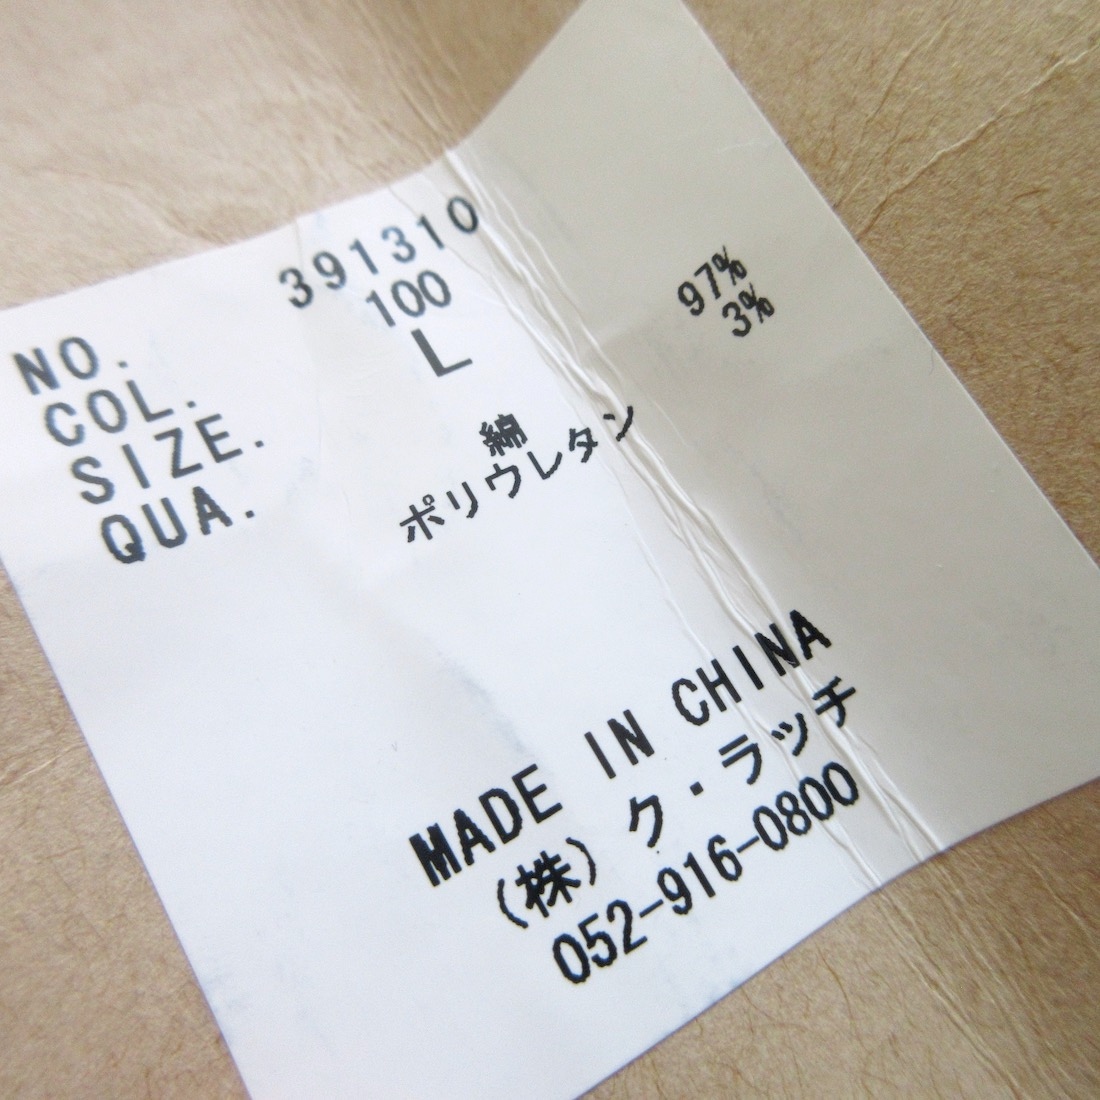 NO. 391310
COL. 100
SIZE. L
QUA. 綿 97%
ポリウレタン 3%
MADE IN CHINA
(株) ク・ラッチ
052-916-0800